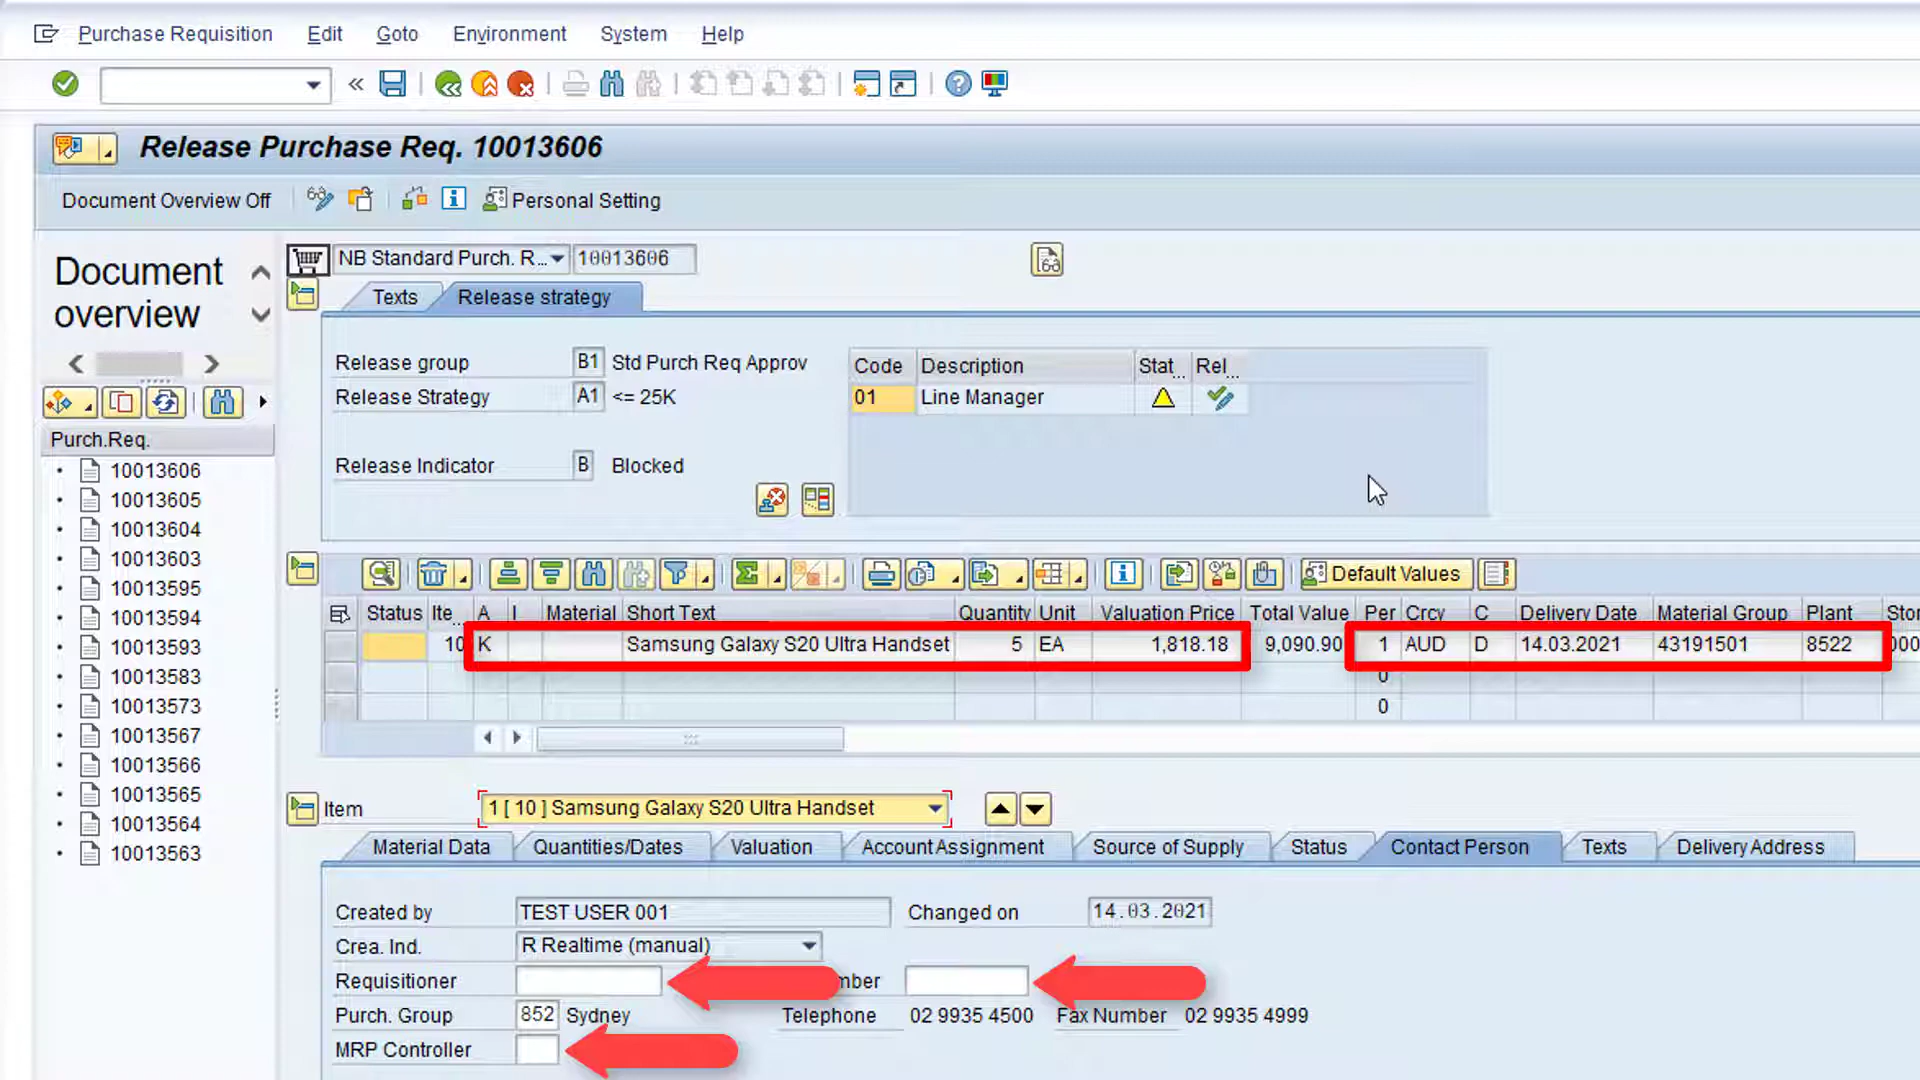 Purchase Requisition Edit Goto Environment System Help
Release Purchase Req. 10013606
Document Overview Off Personal Setting
Document
overview
NB Standard Purch. R... 10013606
Texts Release strategy
Release group B1 Std Purch Req Approv
Release Strategy A1 <= 25K
Release Indicator B Blocked
Code Description Stat... Rel...
01 Line Manager
Purch.Req.
10013606
10013605
10013604
10013603
10013595
10013594
10013593
10013583
10013573
10013567
10013566
10013565
10013564
10013563
Default Values
Status Ite... A I Material Short Text Quantity Unit Valuation Price Total Value Per Crcy C Delivery Date Material Group Plant Stor
10 K Samsung Galaxy S20 Ultra Handset 5 EA 1,818.18 9,090.90 1 AUD D 14.03.2021 43191501 8522 000
0
0
Item 1 [ 10 ] Samsung Galaxy S20 Ultra Handset
Material Data Quantities/Dates Valuation Account Assignment Source of Supply Status Contact Person Texts Delivery Address
Created by TEST USER 001 Changed on 14.03.2021
Crea. Ind. R Realtime (manual)
Requisitioner mber
Purch. Group 852 Sydney Telephone 02 9935 4500 Fax Number 02 9935 4999
MRP Controller